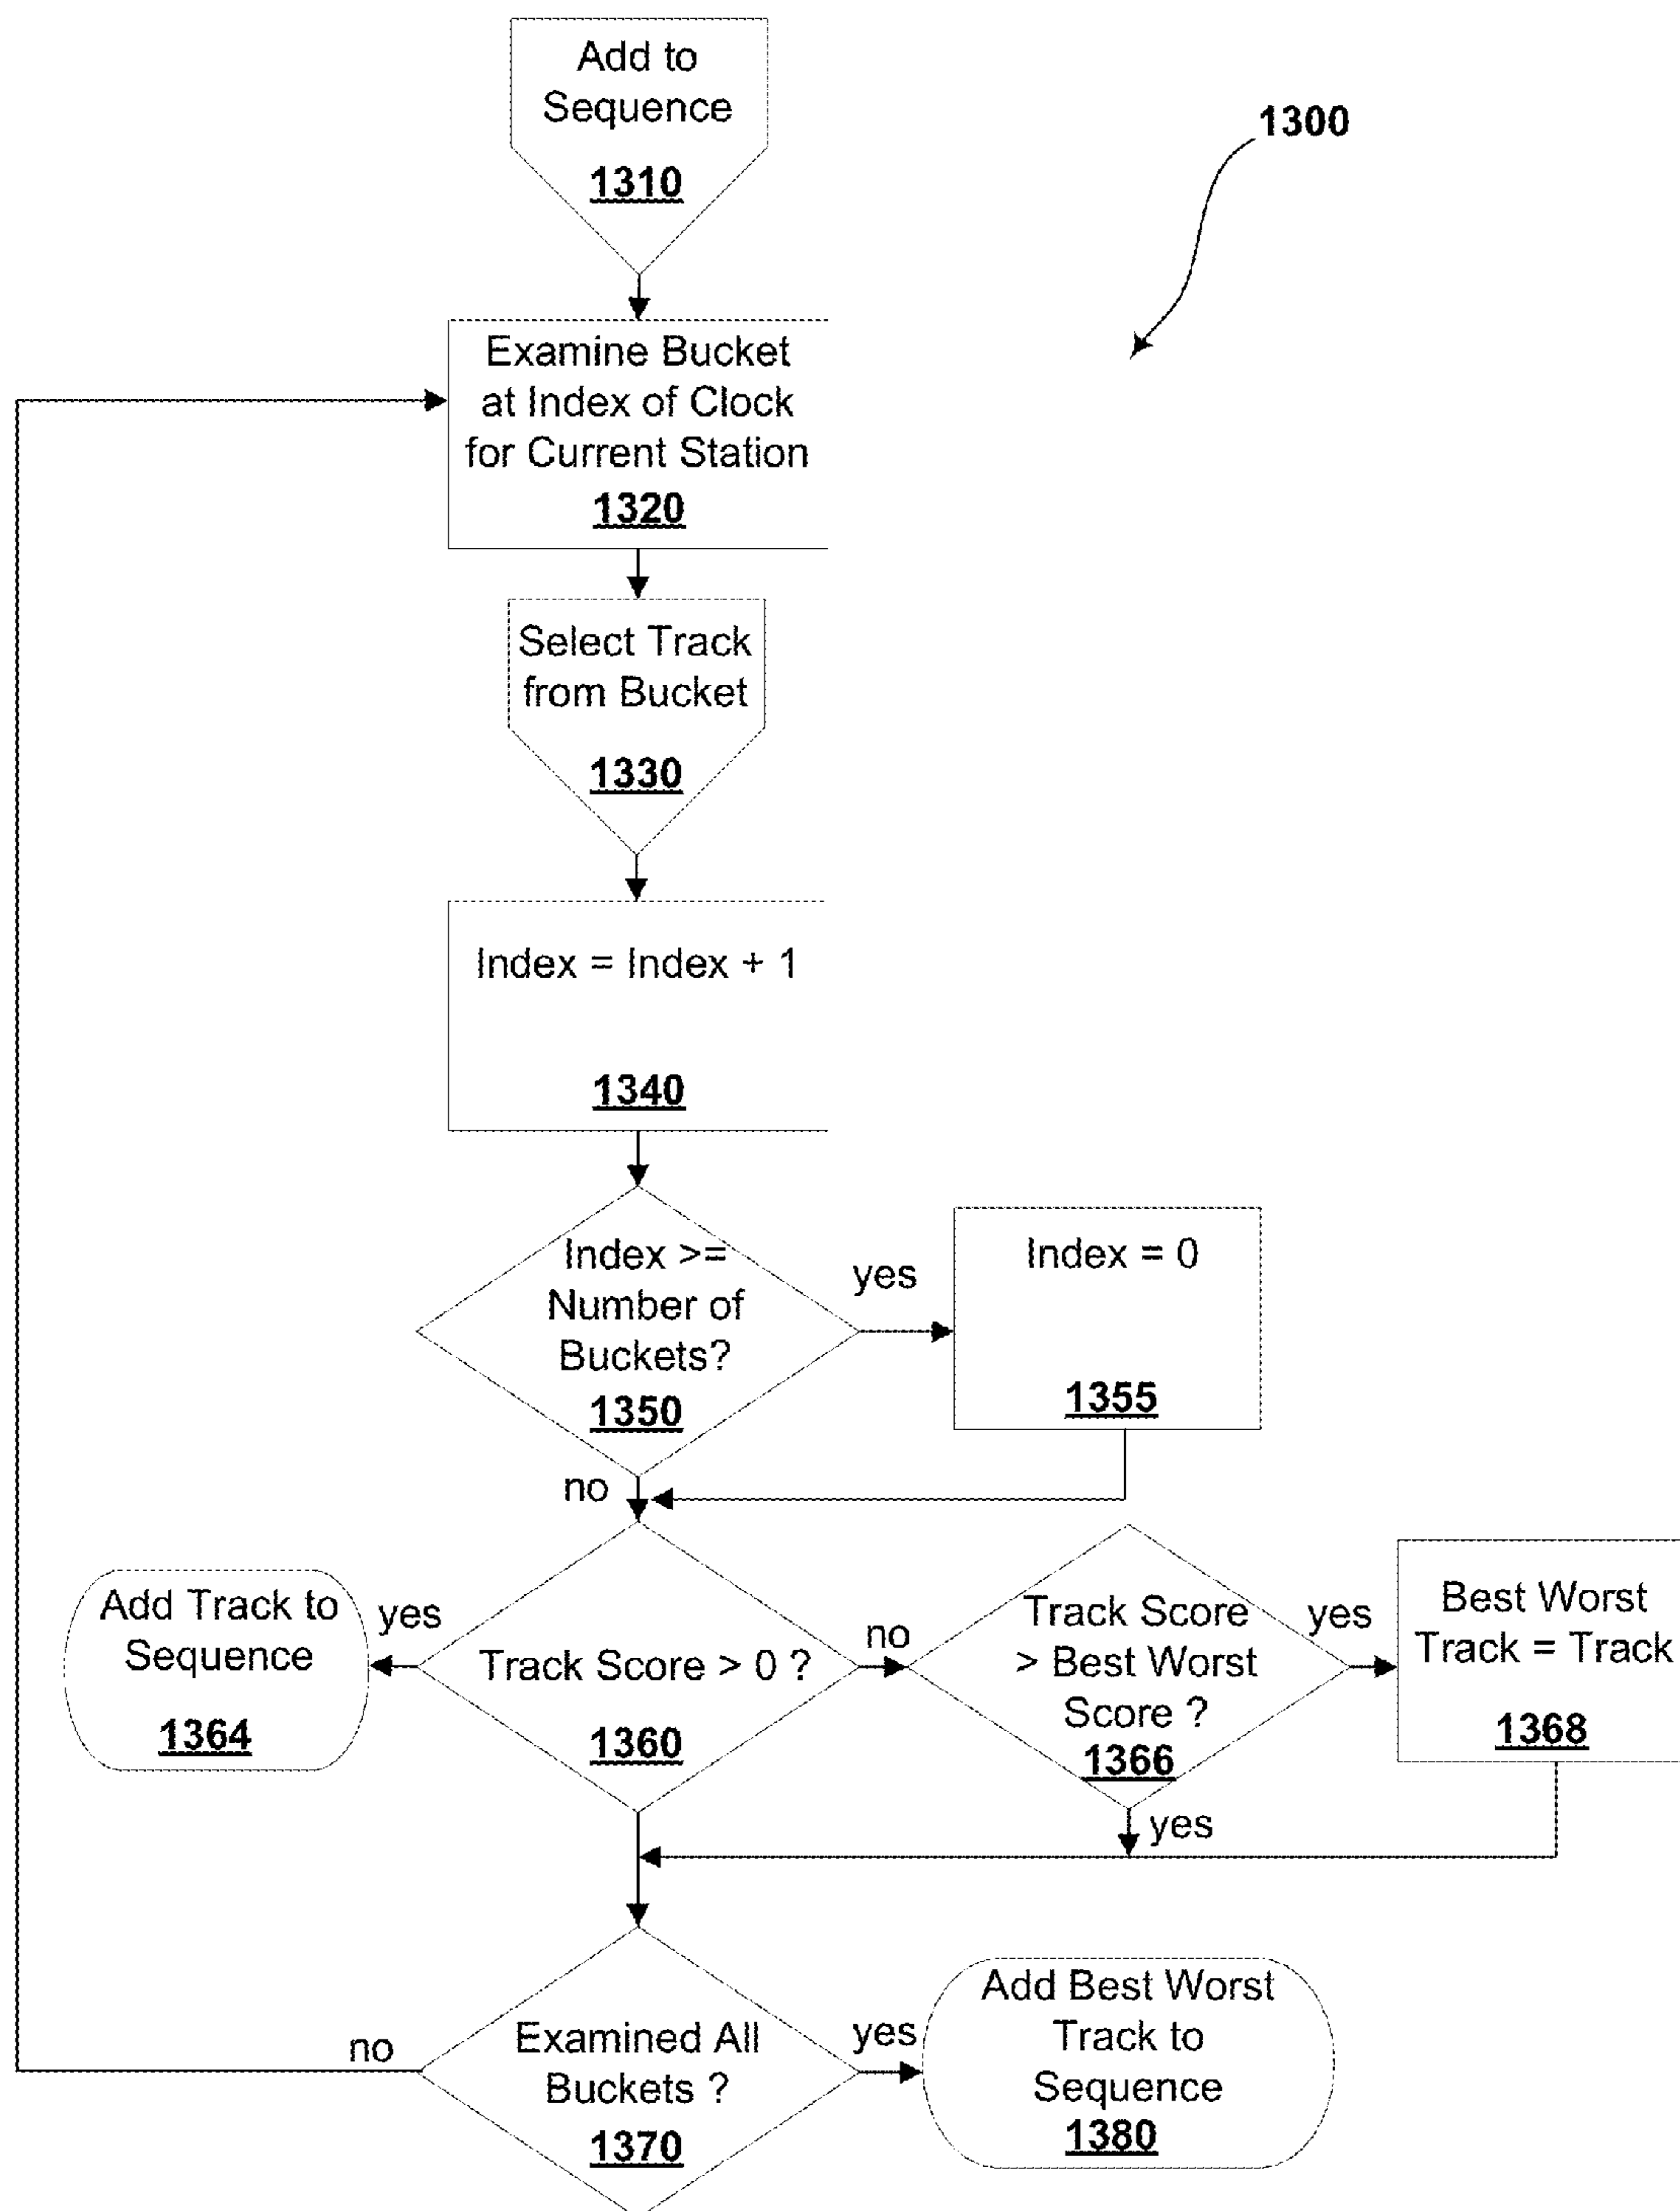 Add to
Sequence
1310
1300
Examine Bucket
at Index of Clock
for Current Station
1320
Select Track
from Bucket
1330
Index = Index + 1
1340
Index >=
Number of
Buckets?
1350
yes
Index = 0
1355
no
Add Track to
Sequence
1364
yes
Track Score > 0 ?
1360
no
Track Score
> Best Worst
Score ?
1366
yes
Best Worst
Track = Track
1368
yes
no
Examined All
Buckets ?
1370
yes
Add Best Worst
Track to
Sequence
1380